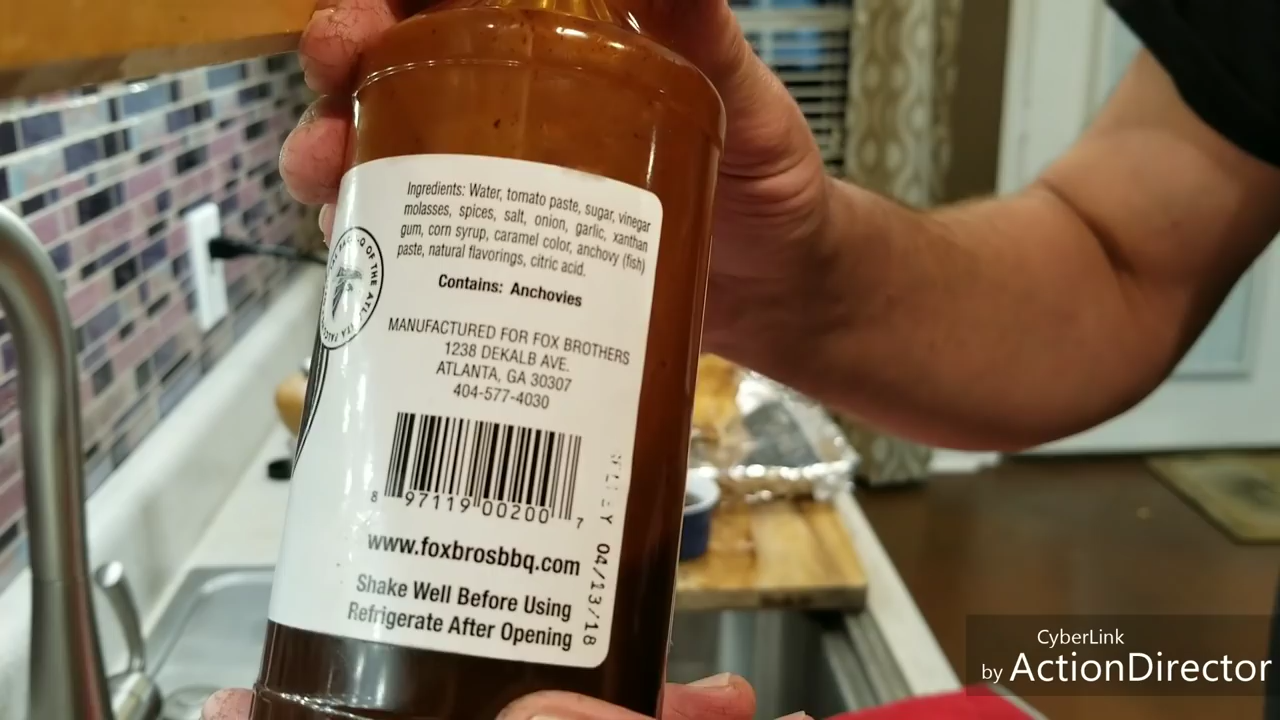 Ingredients: Water, tomato paste, sugar, vinegar
molasses, spices, salt, onion, garlic, xanthan
gum, corn syrup, caramel color, anchovy (fish)
paste, natural flavorings, citric acid.
Contains: Anchovies
MANUFACTURED FOR FOX BROTHERS
1238 DEKALB AVE.
ATLANTA, GA 30307
404-577-4030
8 97119 00200 7
www.foxbrosbbq.com
Shake Well Before Using
Refrigerate After Opening
04/13/18
OF THE ATLANTA
CyberLink
by ActionDirector